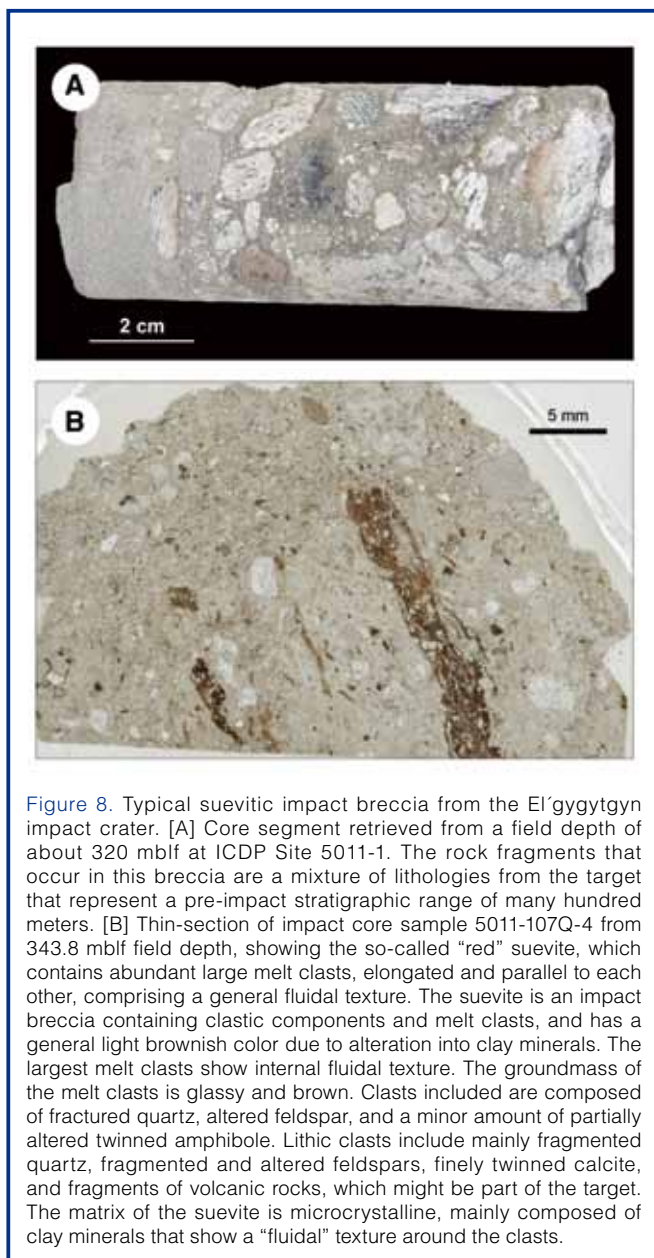 A
2 cm
B
5 mm
Figure 8. Typical suevitic impact breccia from the El´gygytgyn
impact crater. [A] Core segment retrieved from a field depth of
about 320 mblf at ICDP Site 5011-1. The rock fragments that
occur in this breccia are a mixture of lithologies from the target
that represent a pre-impact stratigraphic range of many hundred
meters. [B] Thin-section of impact core sample 5011-107Q-4 from
343.8 mblf field depth, showing the so-called “red” suevite, which
contains abundant large melt clasts, elongated and parallel to each
other, comprising a general fluidal texture. The suevite is an impact
breccia containing clastic components and melt clasts, and has a
general light brownish color due to alteration into clay minerals. The
largest melt clasts show internal fluidal texture. The groundmass of
the melt clasts is glassy and brown. Clasts included are composed
of fractured quartz, altered feldspar, and a minor amount of partially
altered twinned amphibole. Lithic clasts include mainly fragmented
quartz, fragmented and altered feldspars, finely twinned calcite,
and fragments of volcanic rocks, which might be part of the target.
The matrix of the suevite is microcrystalline, mainly composed of
clay minerals that show a “fluidal” texture around the clasts.